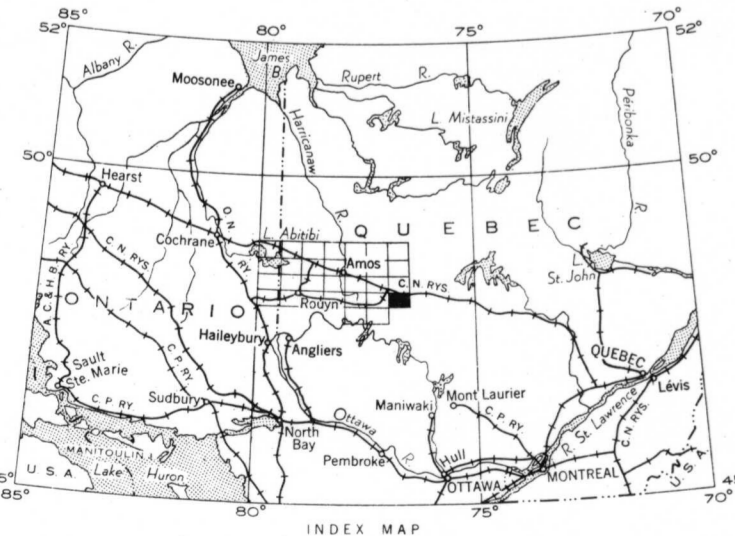 85°
80°
75°
70°
52°
52°
Albany R.
Moosonee
James
B.
Rupert R.
L. Mistassini
Péribonka
R.
Harricanaw
R.
50°
50°
Hearst
O. N. RY
Cochrane
L. Abitibi
QUEBEC
Amos
C. N. RYS.
L.
St. John
C. N. RYS.
A.C.& H.B. RY
ONTARIO
Rouyn
C. P. RY.
Haileybury
Angliers
QUEBEC
Lévis
Sault
Ste. Marie
Sudbury
C. P. RY
Maniwaki
Mont Laurier
C. P. RY.
St. Lawrence
R.
C. N. RYS.
North
Bay
Ottawa
R.
Pembroke
Hull
OTTAWA
MONTREAL
MANITOULIN I.
Lake Huron
U. S. A.
U. S. A.
85°
80°
75°
70°
INDEX MAP